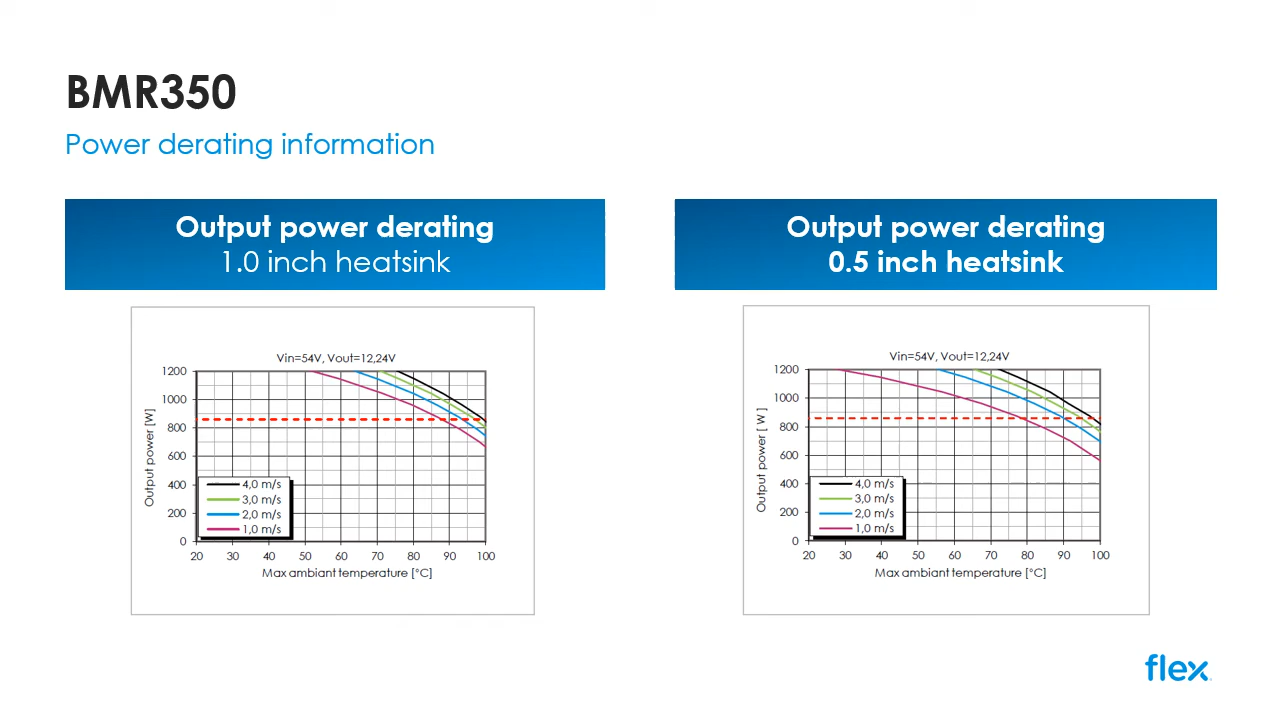 BMR350
Power derating information
Output power derating
1.0 inch heatsink
Vin=54V, Vout=12,24V
1200
1000
800
600
400
200
0
Output power [W]
4,0 m/s
3,0 m/s
2,0 m/s
1,0 m/s
20 30 40 50 60 70 80 90 100
Max ambiant temperature [°C]
Output power derating
0.5 inch heatsink
Vin=54V, Vout=12,24V
1200
1000
800
600
400
200
0
Output power [ W ]
4,0 m/s
3,0 m/s
2,0 m/s
1,0 m/s
20 30 40 50 60 70 80 90 100
Max ambiant temperature [°C]
flex